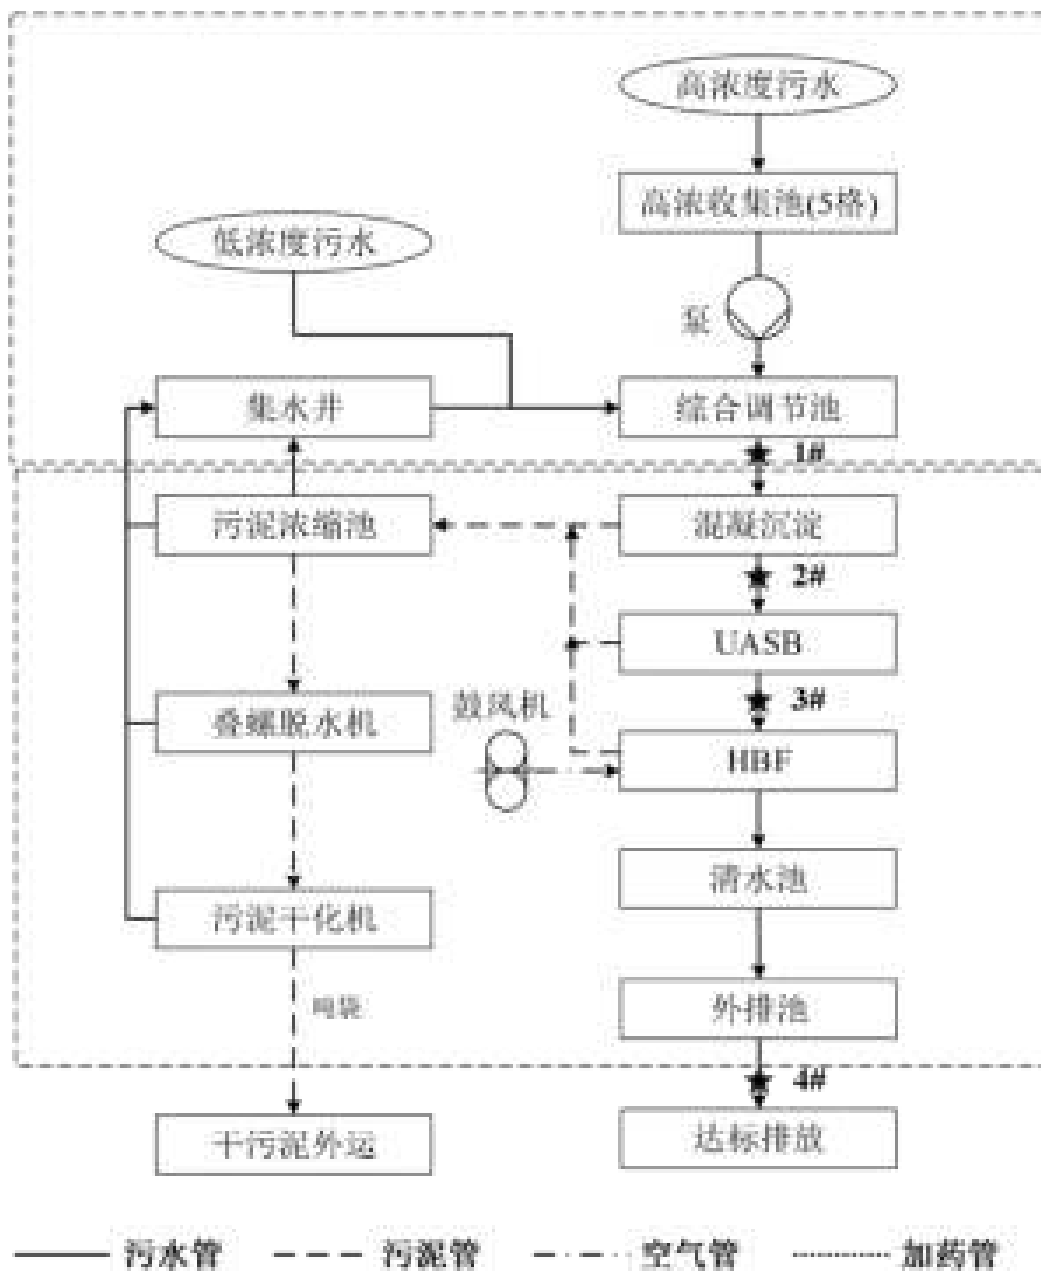 高浓度污水
高浓收集池(5格)
低浓度污水
泵
集水井
综合调节池
1#
污泥浓缩池
混凝沉淀
2#
UASB
3#
鼓风机
叠螺脱水机
HBF
清水池
污泥干化机
吨袋
外排池
4#
干污泥外运
达标排放
污水管
污泥管
空气管
加药管